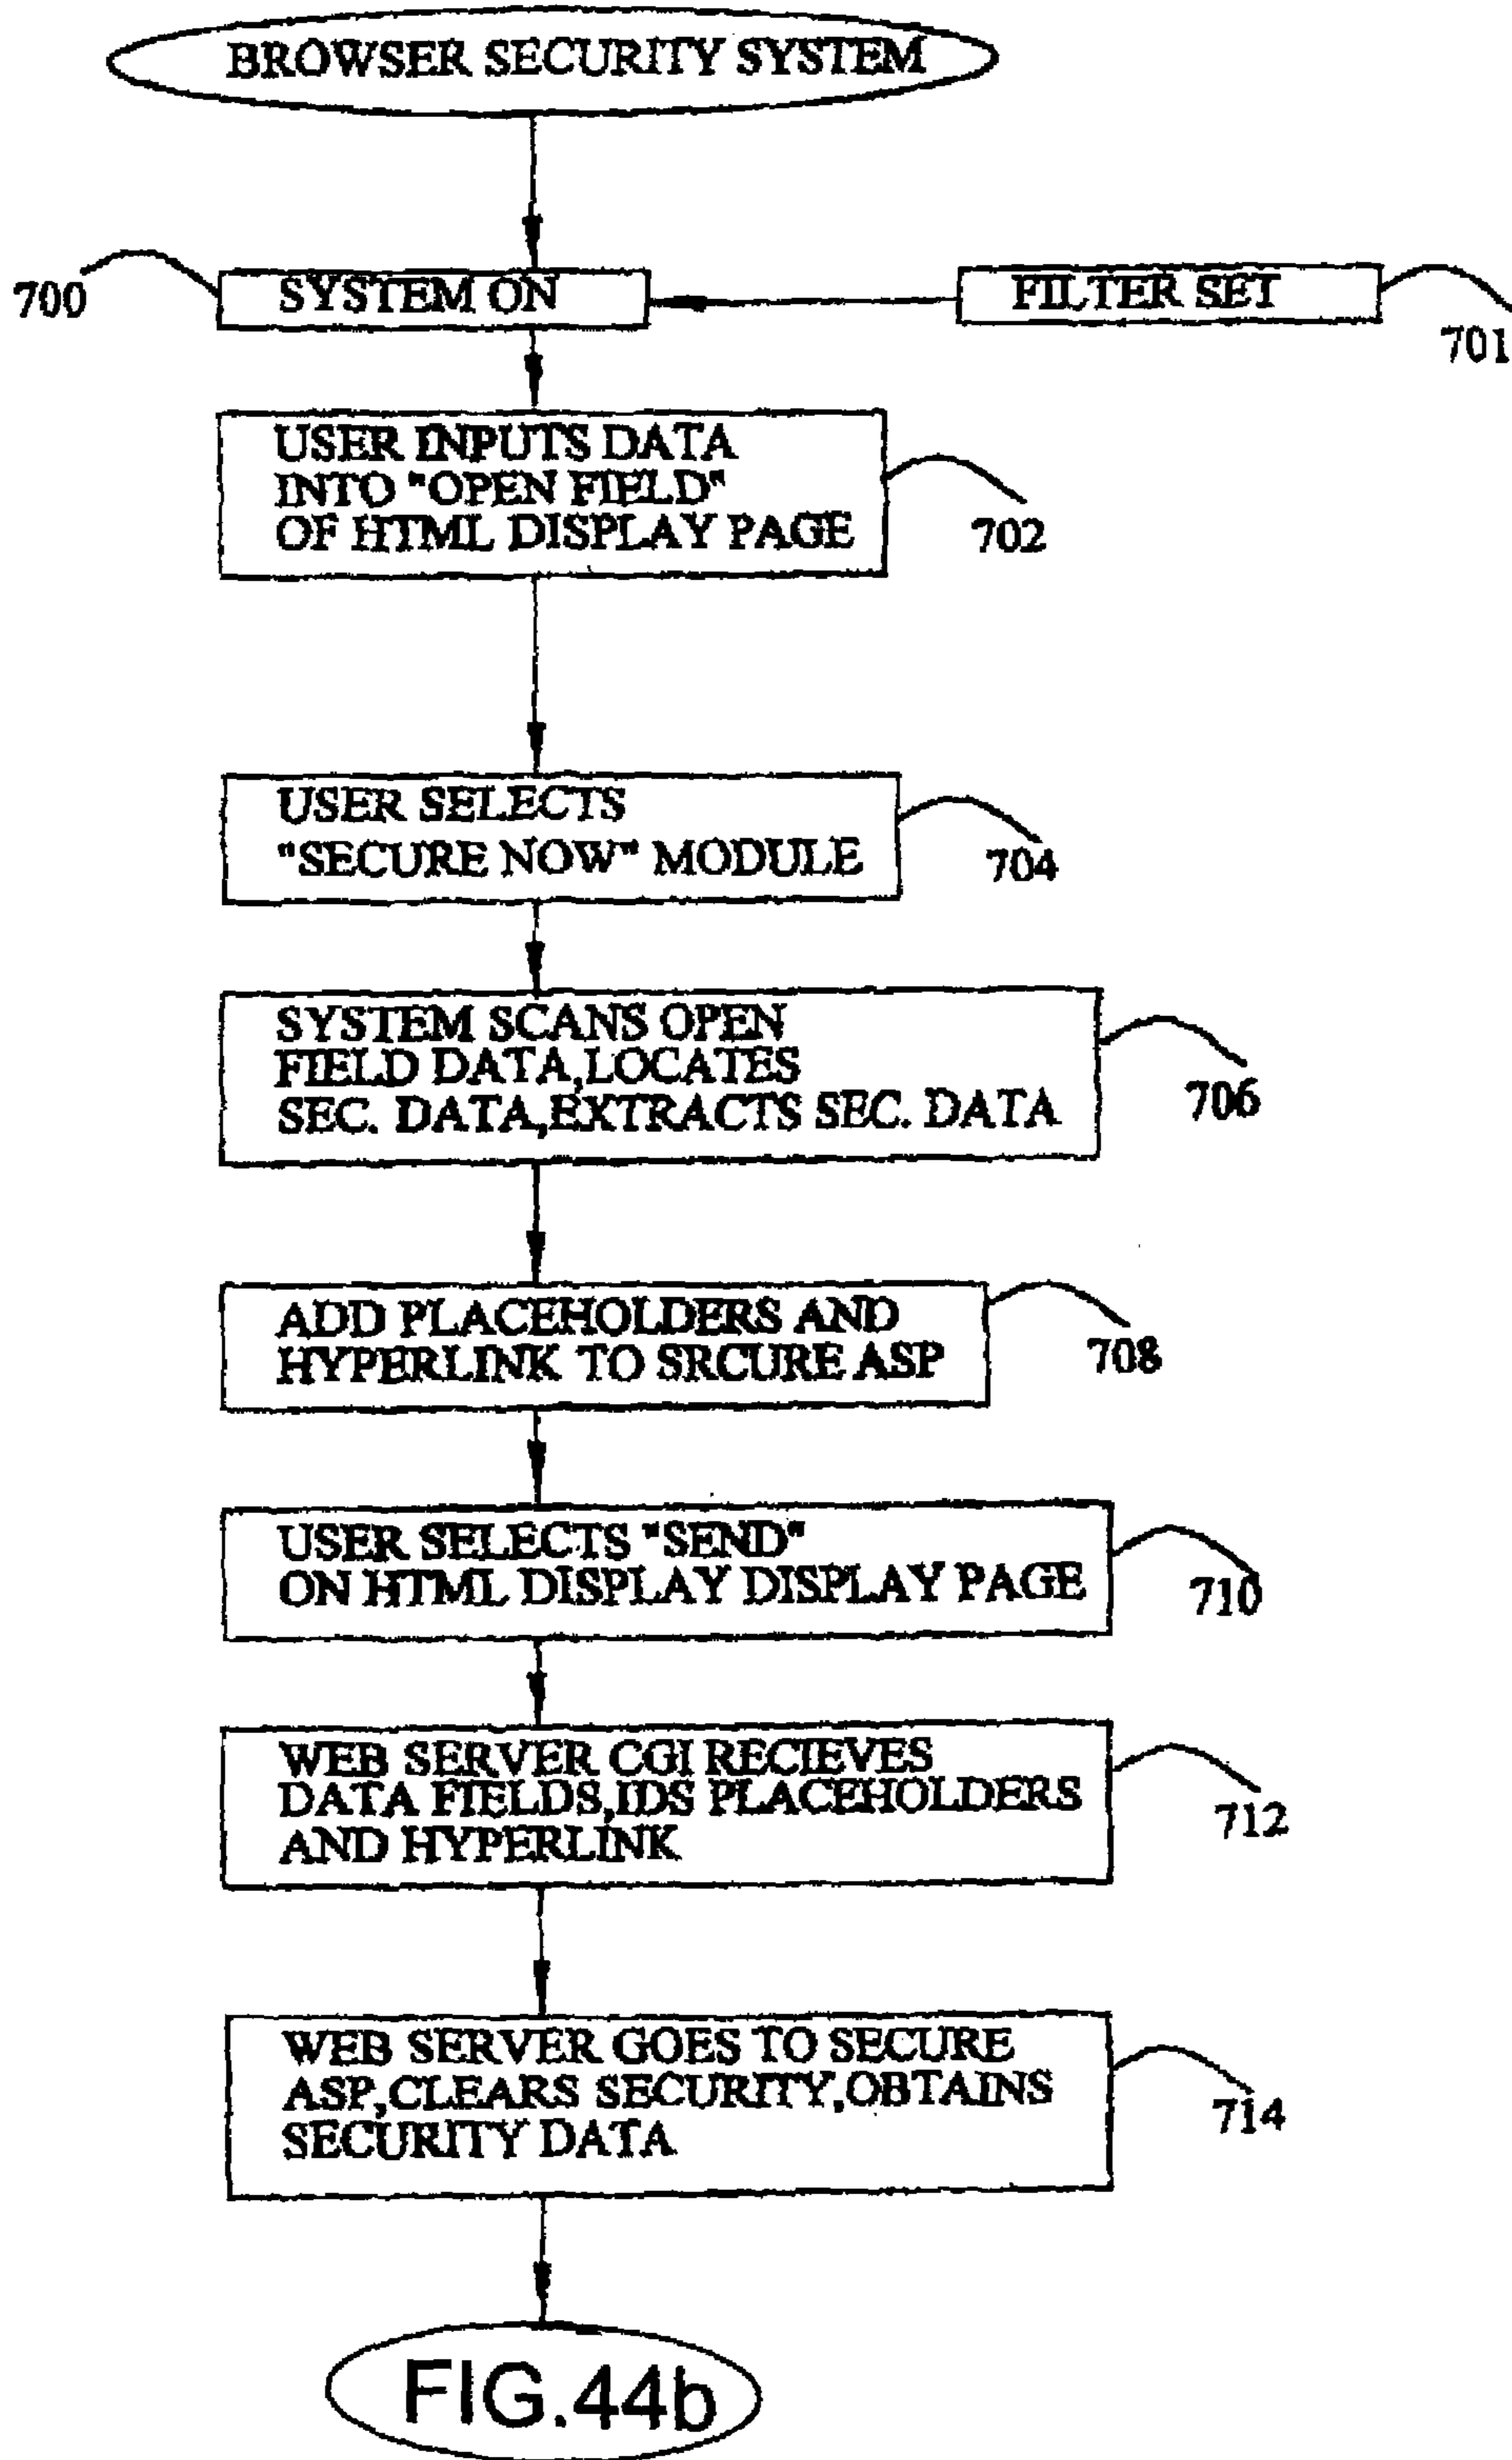 BROWSER SECURITY SYSTEM
700
SYSTEM ON
FILTER SET
701
USER INPUTS DATA
INTO "OPEN FIELD"
OF HTML DISPLAY PAGE
702
USER SELECTS
"SECURE NOW" MODULE
704
SYSTEM SCANS OPEN
FIELD DATA,LOCATES
SEC. DATA,EXTRACTS SEC. DATA
706
ADD PLACEHOLDERS AND
HYPERLINK TO SRCURE ASP
708
USER SELECTS "SEND"
ON HTML DISPLAY DISPLAY PAGE
710
WEB SERVER CGI RECIEVES
DATA FIELDS,IDS PLACEHOLDERS
AND HYPERLINK
712
WEB SERVER GOES TO SECURE
ASP,CLEARS SECURITY,OBTAINS
SECURITY DATA
714
FIG.44b